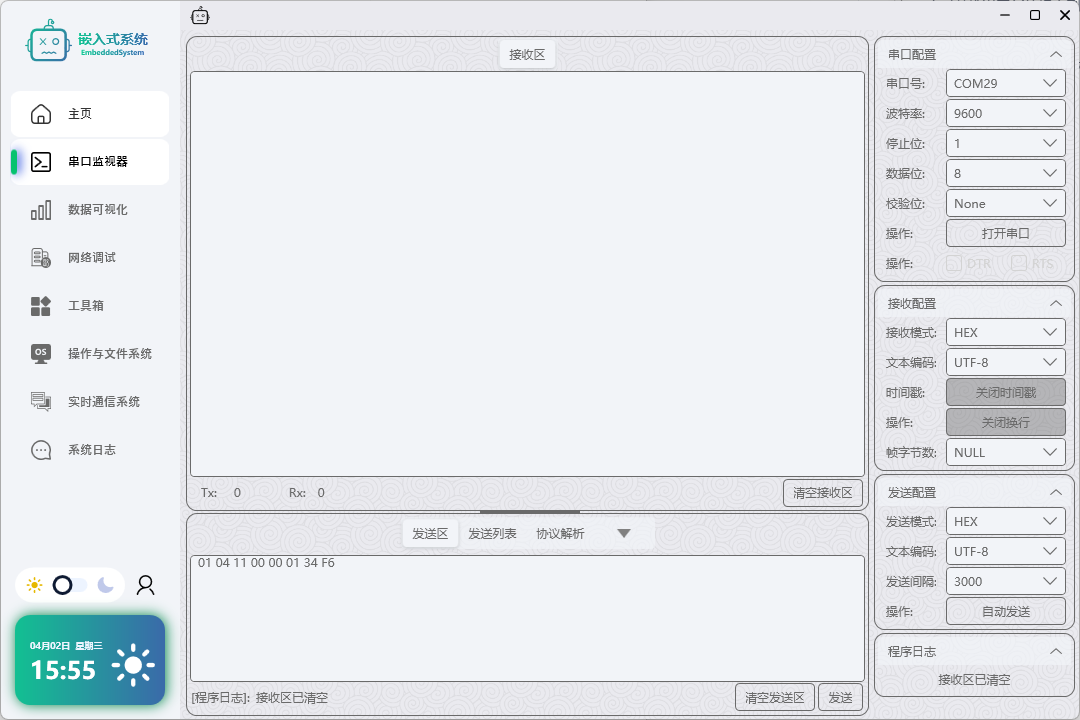 嵌入式系统
EmbeddedSystem
主页
串口监视器
数据可视化
网络调试
工具箱
OS
操作与文件系统
实时通信系统
系统日志
04月02日 星期三
15:55
接收区
Tx: 0 Rx: 0
清空接收区
发送区 发送列表 协议解析
01 04 11 00 00 01 34 F6
[程序日志]: 接收区已清空
清空发送区 发送
串口配置
串口号: COM29
波特率: 9600
停止位: 1
数据位: 8
校验位: None
操作: 打开串口
操作: DTR RTS
接收配置
接收模式: HEX
文本编码: UTF-8
时间戳: 关闭时间戳
操作: 关闭换行
帧字节数: NULL
发送配置
发送模式: HEX
文本编码: UTF-8
发送间隔: 3000
操作: 自动发送
程序日志
接收区已清空